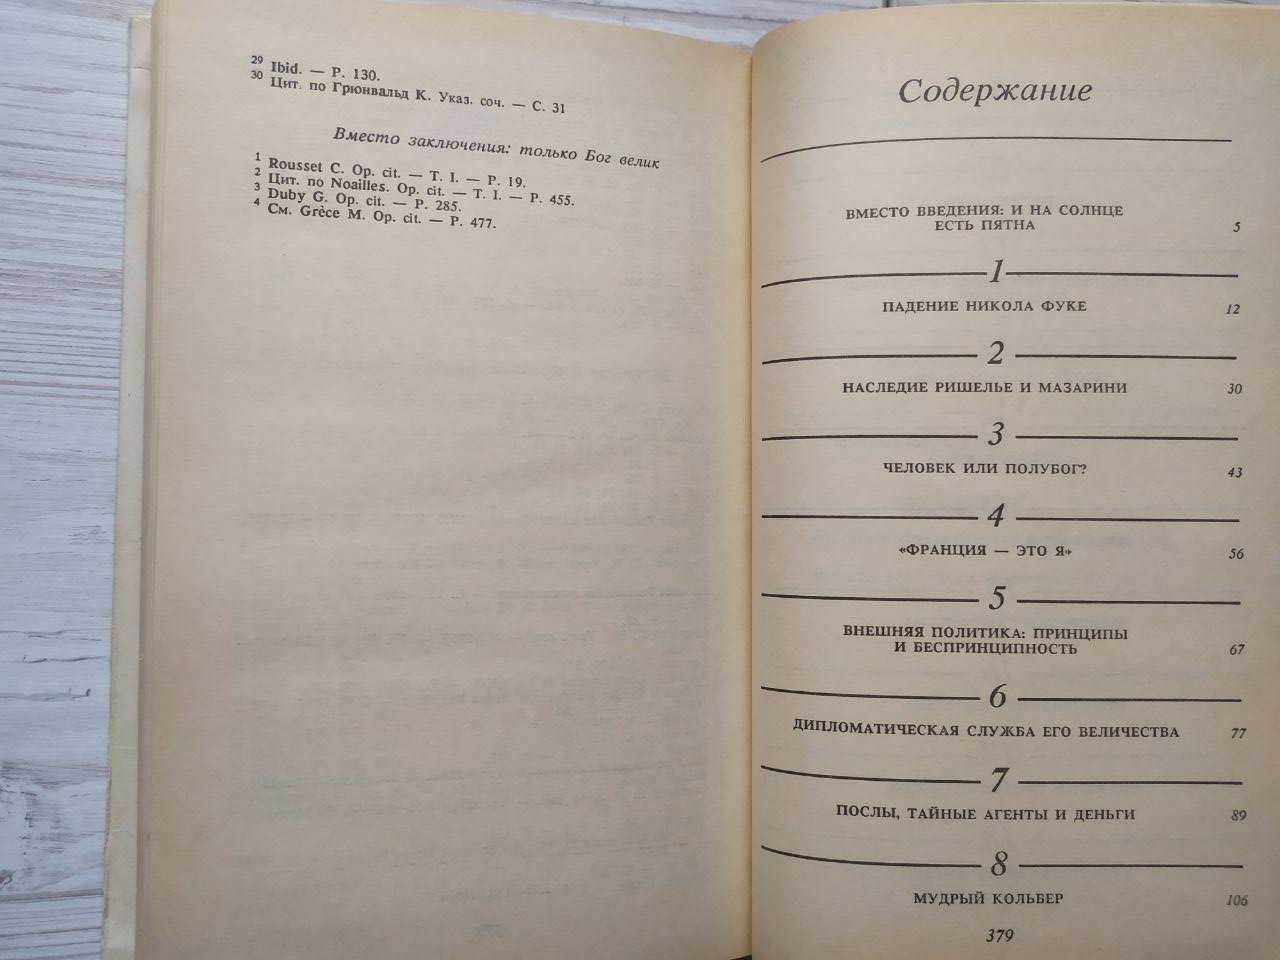 29 Ibid. — P. 130.
30 Цит. по Грюнвальд К. Указ. соч. — С. 31
Вместо заключения: только Бог велик
1 Rousset C. Op. cit. — T. I. — P. 19.
2 Цит. по Noailles. Op. cit. — T. I. — P. 455.
3 Duby G. Op. cit. — P. 285.
4 См. Grèce M. Op. cit. — P. 477.
Содержание
ВМЕСТО ВВЕДЕНИЯ: И НА СОЛНЦЕ
ЕСТЬ ПЯТНА 5
1
ПАДЕНИЕ НИКОЛА ФУКЕ 12
2
НАСЛЕДИЕ РИШЕЛЬЕ И МАЗАРИНИ 30
3
ЧЕЛОВЕК ИЛИ ПОЛУБОГ? 43
4
«ФРАНЦИЯ — ЭТО Я» 56
5
ВНЕШНЯЯ ПОЛИТИКА: ПРИНЦИПЫ
И БЕСПРИНЦИПНОСТЬ 67
6
ДИПЛОМАТИЧЕСКАЯ СЛУЖБА ЕГО ВЕЛИЧЕСТВА 77
7
ПОСЛЫ, ТАЙНЫЕ АГЕНТЫ И ДЕНЬГИ 89
8
МУДРЫЙ КОЛЬБЕР 106
379